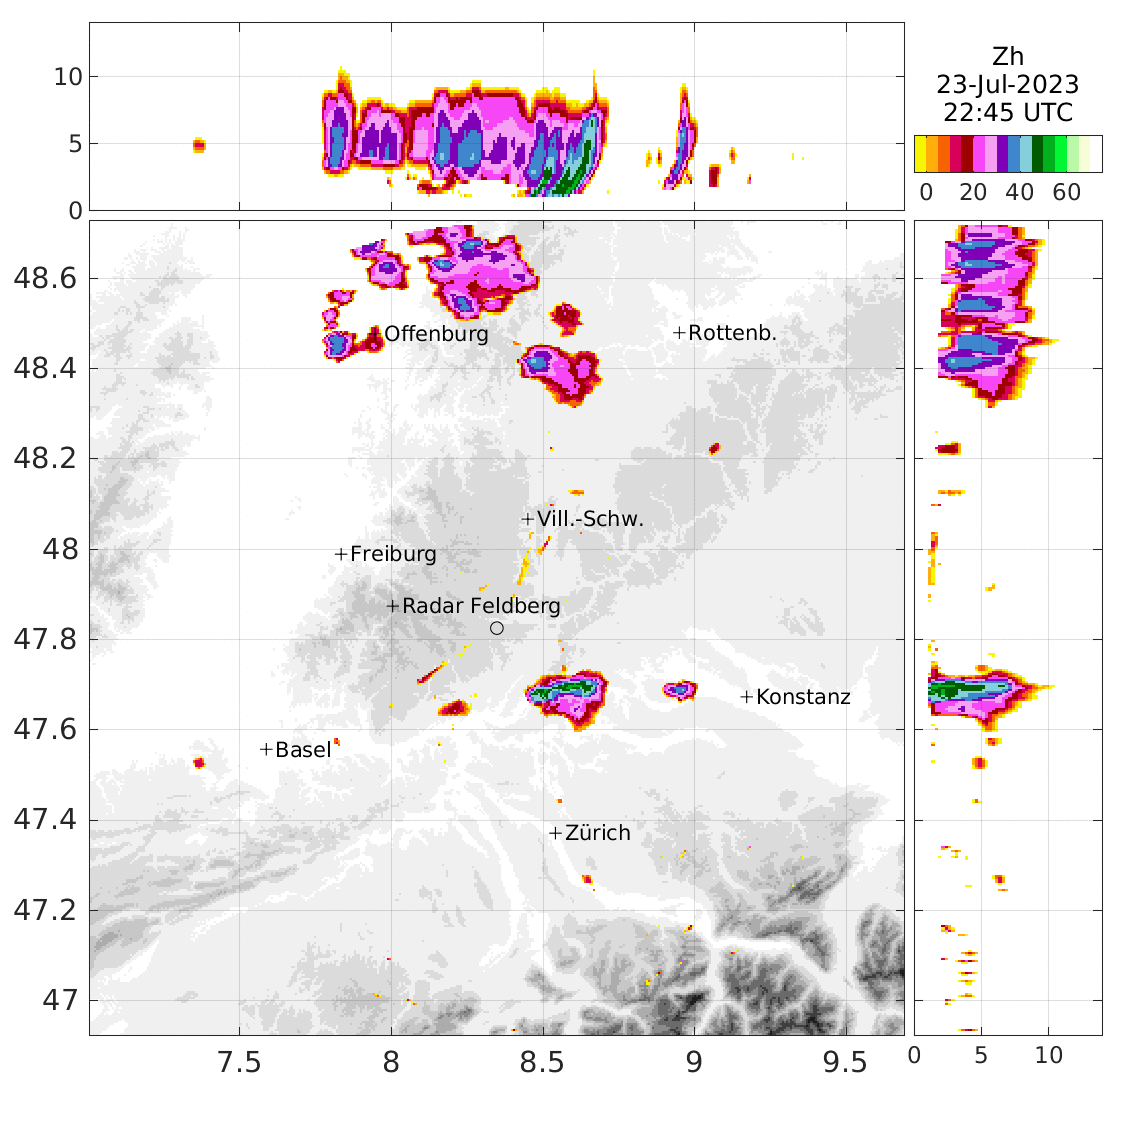 10
5
0
Zh
23-Jul-2023
22:45 UTC
0 20 40 60
48.6
48.4
48.2
48
47.8
47.6
47.4
47.2
47
+Offenburg
+Rottenb.
+Vill.-Schw.
+Freiburg
+Radar Feldberg
+Konstanz
+Basel
+Zürich
7.5 8 8.5 9 9.5
0 5 10